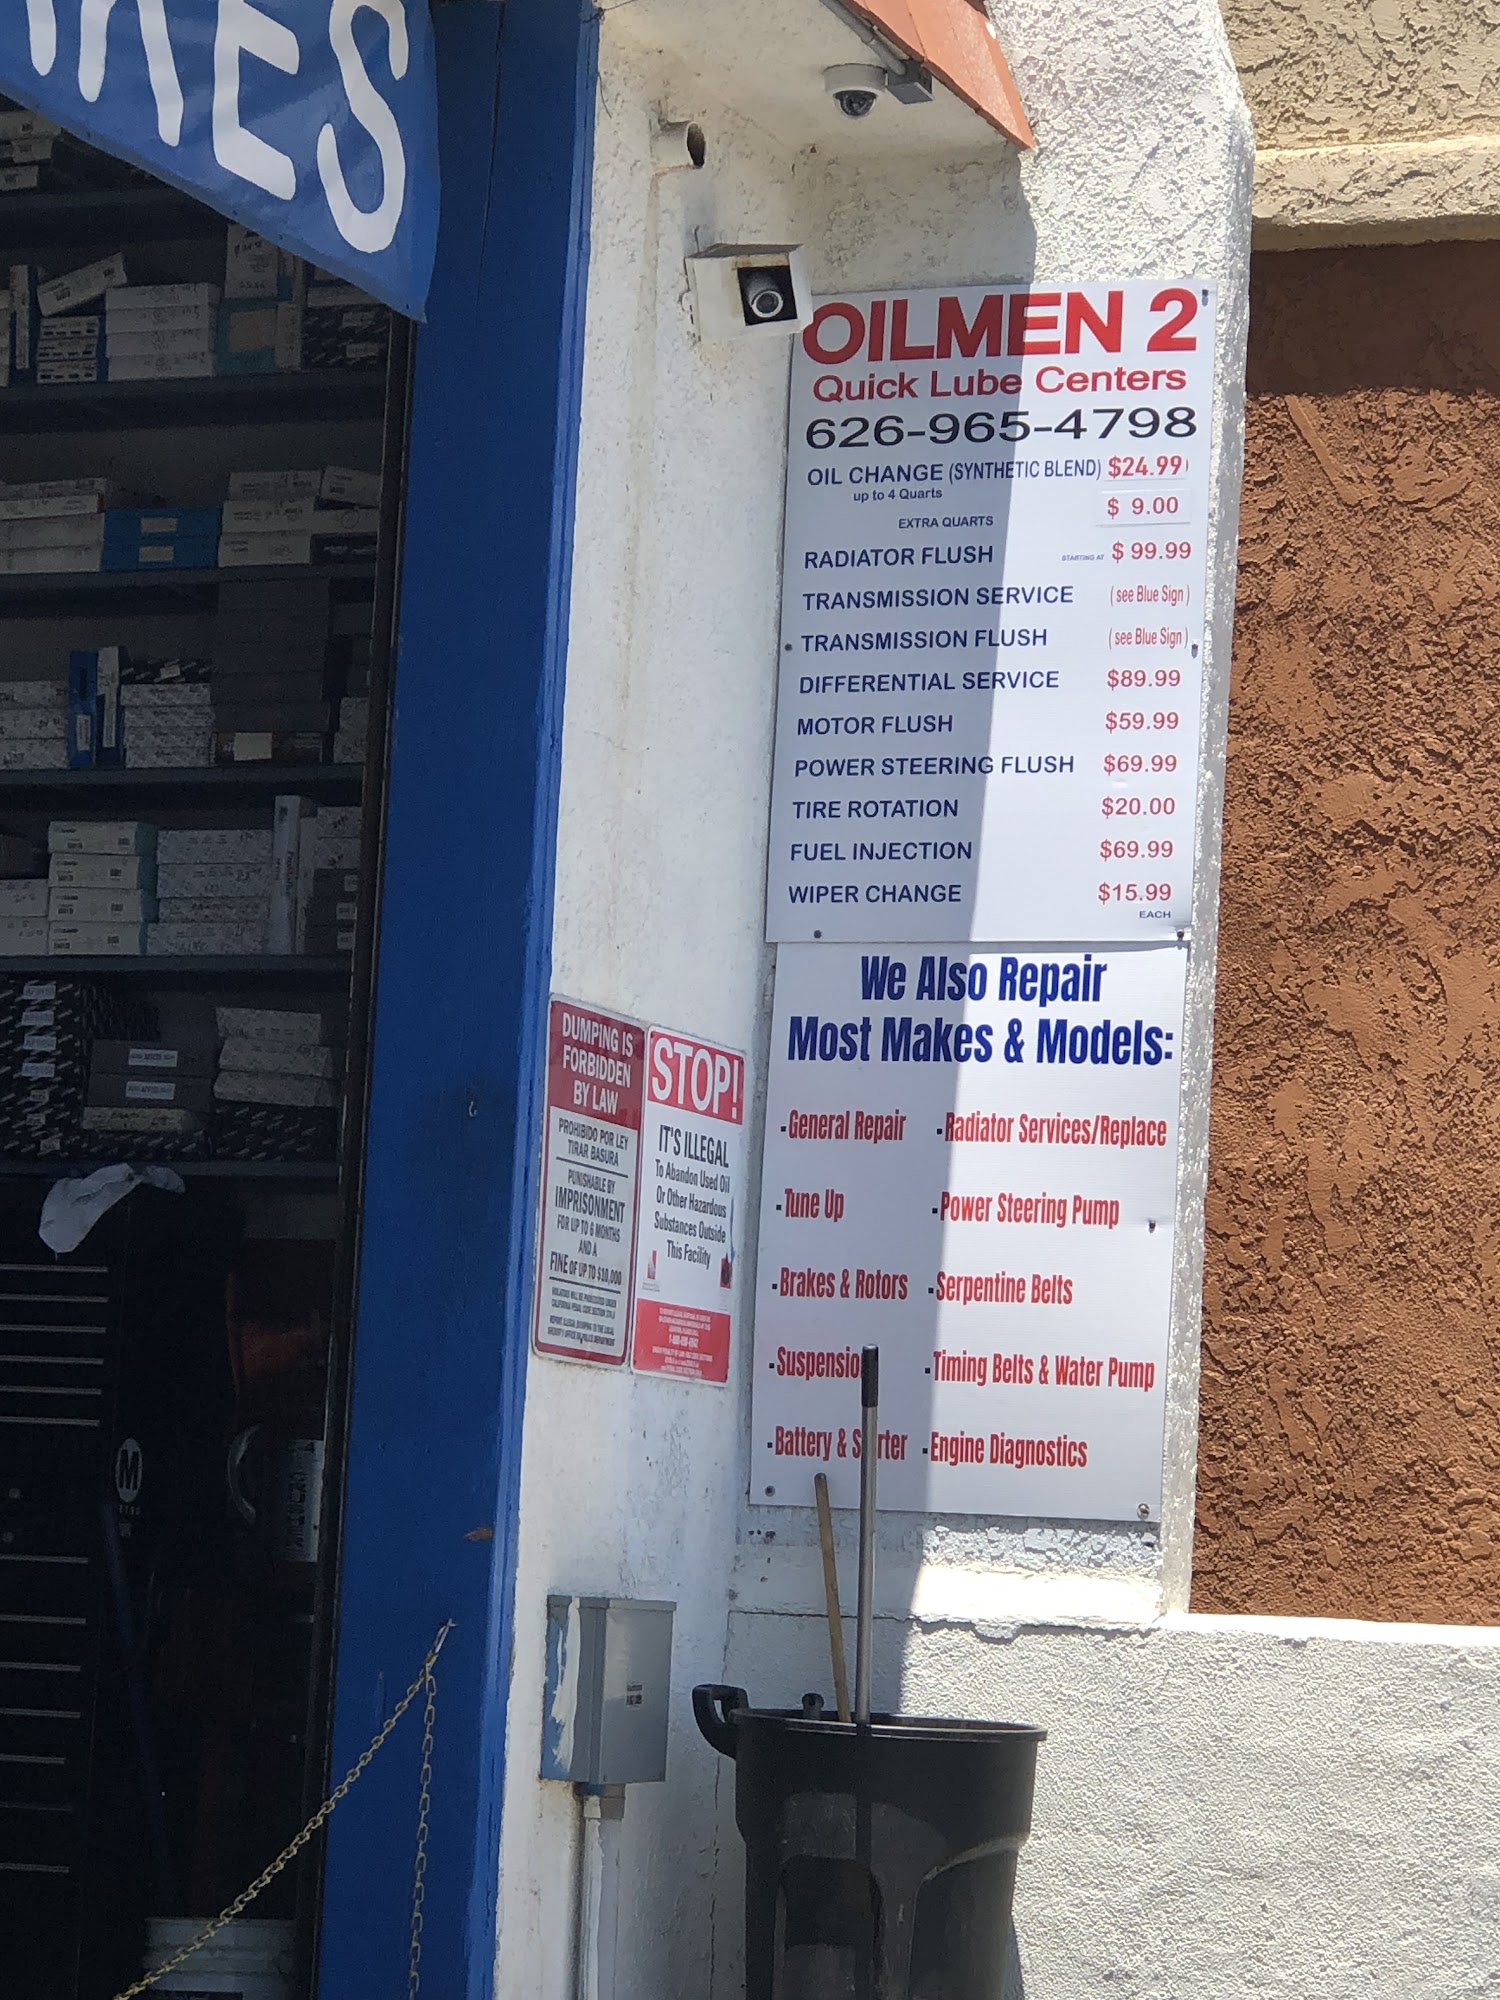 AKES
OILMEN 2
Quick Lube Centers
626-965-4798
OIL CHANGE (SYNTHETIC BLEND) $24.99
up to 4 Quarts
EXTRA QUARTS $ 9.00
RADIATOR FLUSH STARTING AT $ 99.99
TRANSMISSION SERVICE ( see Blue Sign )
TRANSMISSION FLUSH ( see Blue Sign )
DIFFERENTIAL SERVICE $89.99
MOTOR FLUSH $59.99
POWER STEERING FLUSH $69.99
TIRE ROTATION $20.00
FUEL INJECTION $69.99
WIPER CHANGE $15.99
EACH
We Also Repair
Most Makes & Models:
-General Repair -Radiator Services/Replace
-Tune Up -Power Steering Pump
-Brakes & Rotors -Serpentine Belts
-Suspension -Timing Belts & Water Pump
-Battery & Starter -Engine Diagnostics
DUMPING IS
FORBIDDEN
BY LAW
PROHIBIDO POR LEY
TIRAR BASURA
PUNISHABLE BY
IMPRISONMENT
FOR UP TO 6 MONTHS
AND A
FINE OF UP TO $10,000
STOP!
IT'S ILLEGAL
To Abandon Used Oil
Or Other Hazardous
Substances Outside
This Facility
M